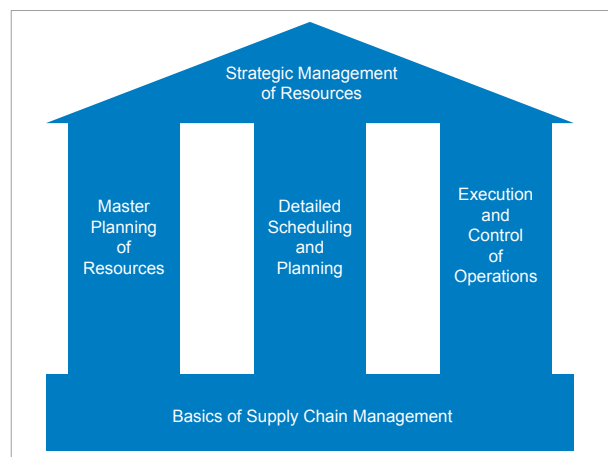 Strategic Management
of Resources
Master
Planning
of
Resources
Detailed
Scheduling
and
Planning
Execution
and
Control
of
Operations
Basics of Supply Chain Management